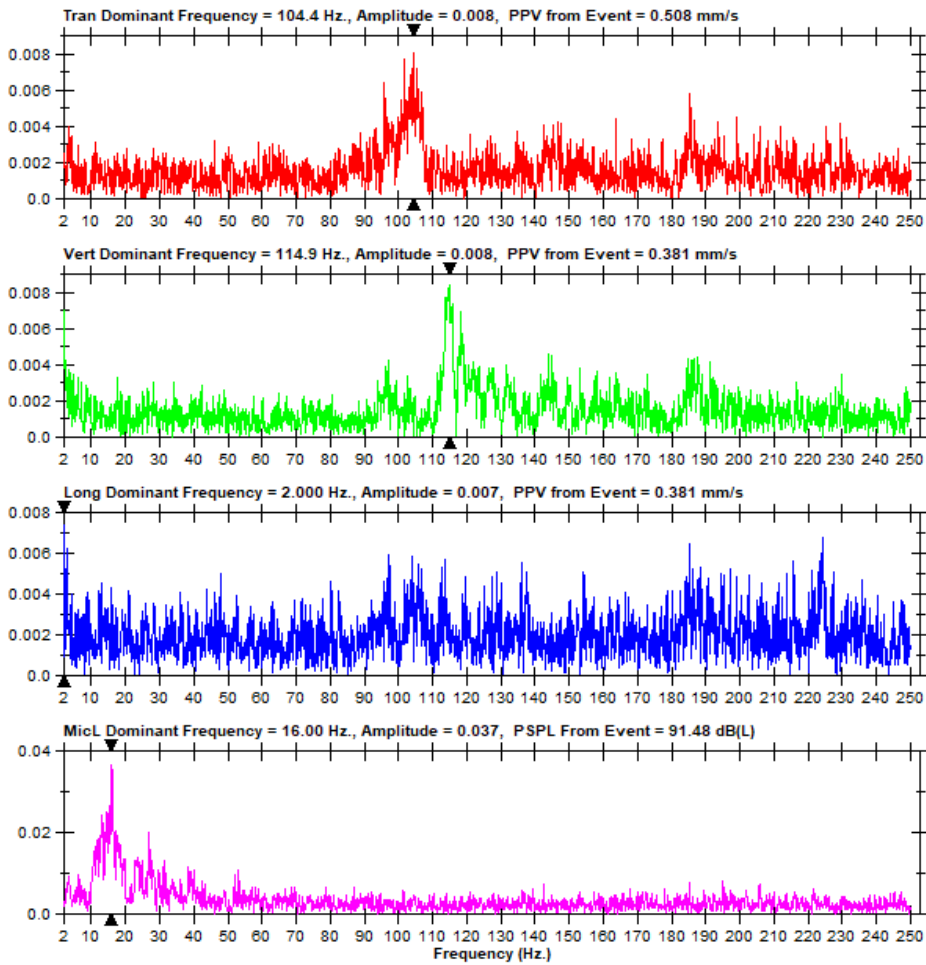 Tran Dominant Frequency = 104.4 Hz., Amplitude = 0.008, PPV from Event = 0.508 mm/s
0.008
0.006
0.004
0.002
0.0
2 10 20 30 40 50 60 70 80 90 100 110 120 130 140 150 160 170 180 190 200 210 220 230 240 250
Vert Dominant Frequency = 114.9 Hz., Amplitude = 0.008, PPV from Event = 0.381 mm/s
0.008
0.006
0.004
0.002
0.0
2 10 20 30 40 50 60 70 80 90 100 110 120 130 140 150 160 170 180 190 200 210 220 230 240 250
Long Dominant Frequency = 2.000 Hz., Amplitude = 0.007, PPV from Event = 0.381 mm/s
0.008
0.006
0.004
0.002
0.0
2 10 20 30 40 50 60 70 80 90 100 110 120 130 140 150 160 170 180 190 200 210 220 230 240 250
MicL Dominant Frequency = 16.00 Hz., Amplitude = 0.037, PSPL From Event = 91.48 dB(L)
0.04
0.02
0.0
2 10 20 30 40 50 60 70 80 90 100 110 120 130 140 150 160 170 180 190 200 210 220 230 240 250
Frequency (Hz.)